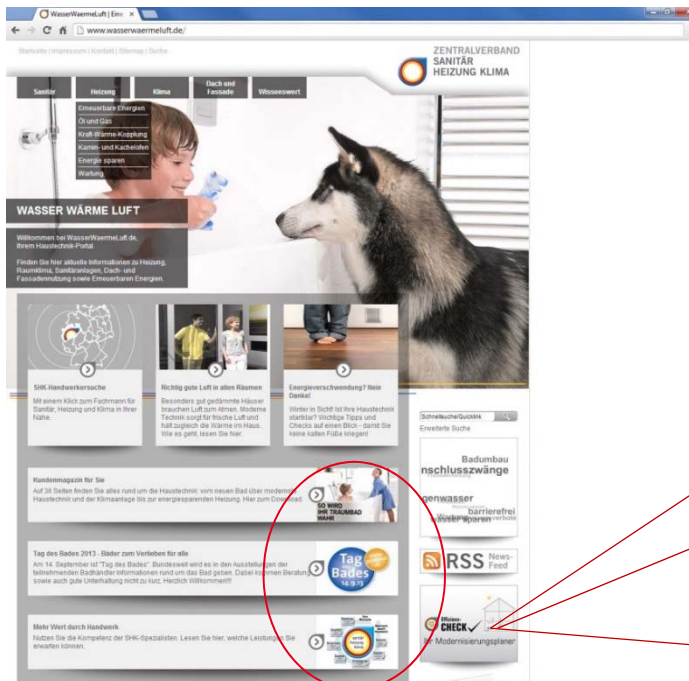 WasserWaermeLuft | Eine
www.wasserwaermeluft.de/
Startseite | Impressum | Kontakt | Sitemap | Suche
ZENTRALVERBAND
SANITÄR
HEIZUNG KLIMA
Sanitär
Heizung
Klima
Dach und
Fassade
Wissenswert
Erneuerbare Energien
Öl und Gas
Kraft-Wärme-Kopplung
Kamin- und Kachelöfen
Energie sparen
Wartung
WASSER WÄRME LUFT
Willkommen bei WasserWaermeLuft.de,
Ihrem Haustechnik-Portal.
Finden Sie hier aktuelle Informationen zu Heizung,
Raumklima, Sanitäranlagen, Dach- und
Fassadennutzung sowie Erneuerbaren Energien.
SHK-Handwerkersuche
Mit einem Klick zum Fachmann für
Sanitär, Heizung und Klima in Ihrer
Nähe.
Richtig gute Luft in allen Räumen
Besonders gut gedämmte Häuser
brauchen Luft zum Atmen. Moderne
Technik sorgt für frische Luft und
hält zugleich die Wärme im Haus.
Wie es geht, lesen Sie hier.
Energieverschwendung? Nein
Danke!
Winter in Sicht! Ist Ihre Haustechnik
startklar? Wichtige Tipps und
Checks auf einen Blick - damit Sie
keine kalten Füße kriegen!
Schnellsuche/Quicklink
Erweiterte Suche
Kundenmagazin für Sie
Auf 36 Seiten finden Sie alles rund um die Haustechnik: vom neuen Bad über moderne
Haustechnik und der Klimaanlage bis zur energiesparenden Heizung. Hier zum Download.
SO WIRD
IHR TRAUMBAD
WAHR
Badumbau
nschlusszwänge
genwasser
barrierefrei
Wasser sparen
Tag des Bades 2013 - Bäder zum Verlieben für alle
Am 14. September ist "Tag des Bades". Bundesweit wird es in den Ausstellungen der
teilnehmenden Badhändler Informationen rund um das Bad geben. Dabei kommen Beratung
sowie auch gute Unterhaltung nicht zu kurz. Herzlich Willkommen!!!
Tag
des
Bades
14.9.13
RSS News-
Feed
Mehr Wert durch Handwerk
Nutzen Sie die Kompetenz der SHK-Spezialisten. Lesen Sie hier, welche Leistungen Sie
erwarten können.
sanitär
heizung
klima
Effizienz-
CHECK
Ihr Modernisierungsplaner